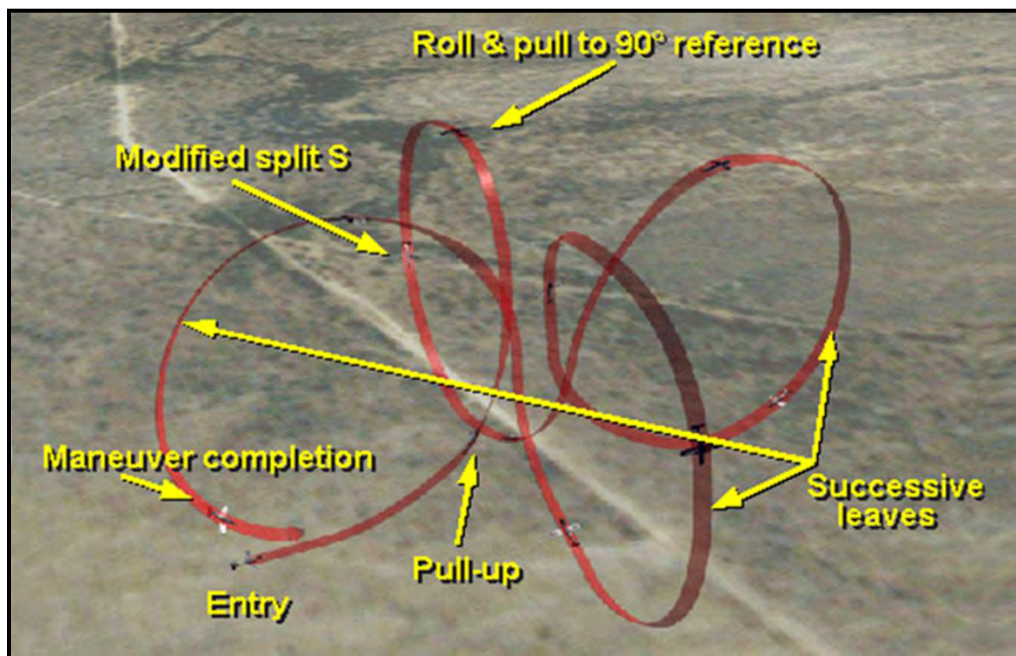 Roll & pull to 90° reference
Modified split S
Maneuver completion
Successive
leaves
Pull-up
Entry